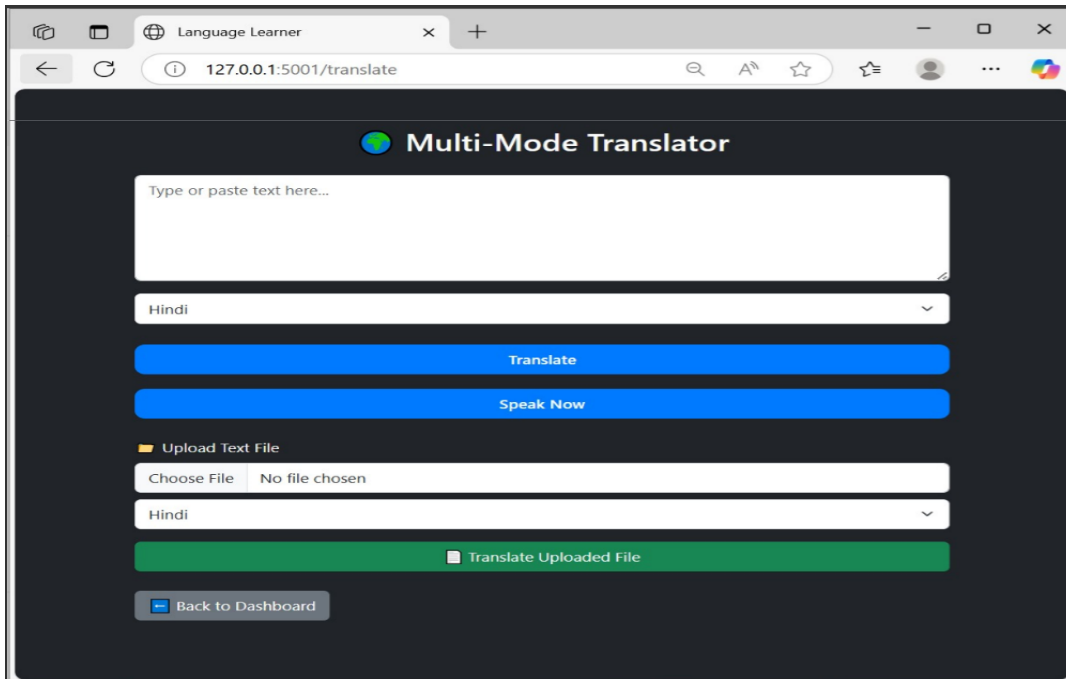 Language Learner
127.0.0.1:5001/translate
Multi-Mode Translator
Type or paste text here...
Hindi
Translate
Speak Now
Upload Text File
Choose File No file chosen
Hindi
Translate Uploaded File
Back to Dashboard